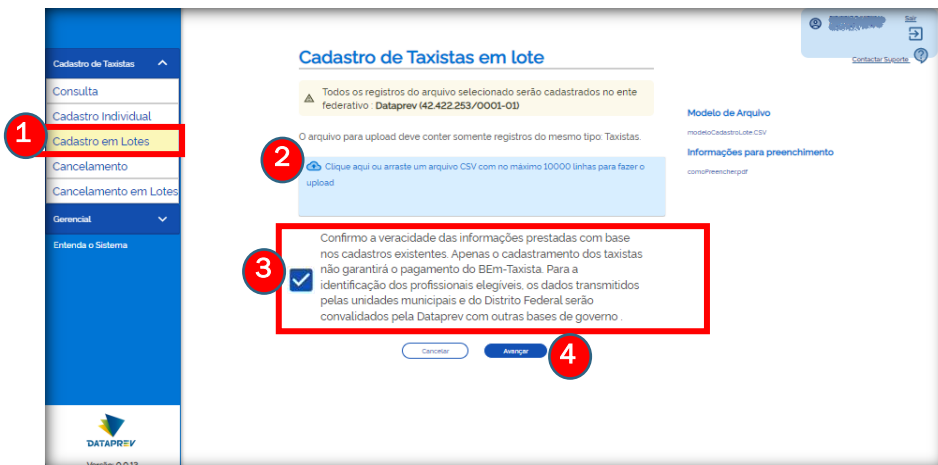 Sair
Contactar Suporte
Cadastro de Taxistas
Consulta
Cadastro Individual
1
Cadastro em Lotes
Cancelamento
Cancelamento em Lotes
Gerencial
Entenda o Sistema
DATAPREV
Versão: 0.0.13
Cadastro de Taxistas em lote
Todos os registros do arquivo selecionado serão cadastrados no ente
federativo : Dataprev (42.422.253/0001-01)
O arquivo para upload deve conter somente registros do mesmo tipo: Taxistas.
2
Clique aqui ou arraste um arquivo CSV com no máximo 10000 linhas para fazer o
upload
3
Confirmo a veracidade das informações prestadas com base
nos cadastros existentes. Apenas o cadastramento dos taxistas
não garantirá o pagamento do BEm-Taxista. Para a
identificação dos profissionais elegíveis, os dados transmitidos
pelas unidades municipais e do Distrito Federal serão
convalidados pela Dataprev com outras bases de governo .
Cancelar
Avançar
4
Modelo de Arquivo
modeloCadastroLote.CSV
Informações para preenchimento
comoPreencher.pdf